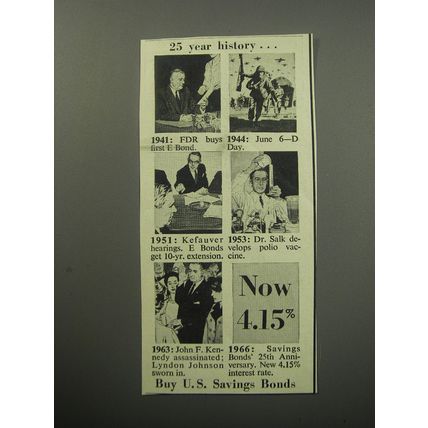 25 year history . . .
1941: FDR buys
first E Bond.
1944: June 6—D
Day.
1951: Kefauver
hearings. E Bonds
get 10-yr. extension.
1953: Dr. Salk de-
velops polio vac-
cine.
1963: John F. Ken-
nedy assassinated;
Lyndon Johnson
sworn in.
Now
4.15%
1966: Savings
Bonds' 25th Anni-
versary. New 4.15%
interest rate.
Buy U.S. Savings Bonds